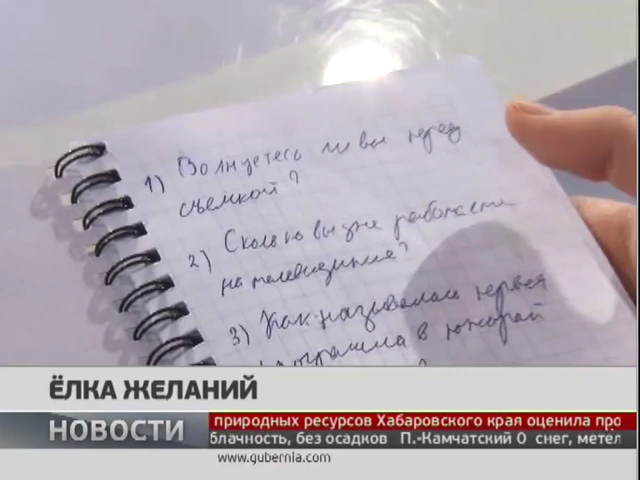 1) Волнуетесь ли вы перед
съемкой?
2) Сколько вы уже работаете
на телевидение?
3) Как называлась первая
программа в которой
ЁЛКА ЖЕЛАНИЙ
НОВОСТИ
природных ресурсов Хабаровского края оценила про
блачность, без осадков П.-Камчатский 0 снег, метел
www.gubernia.com